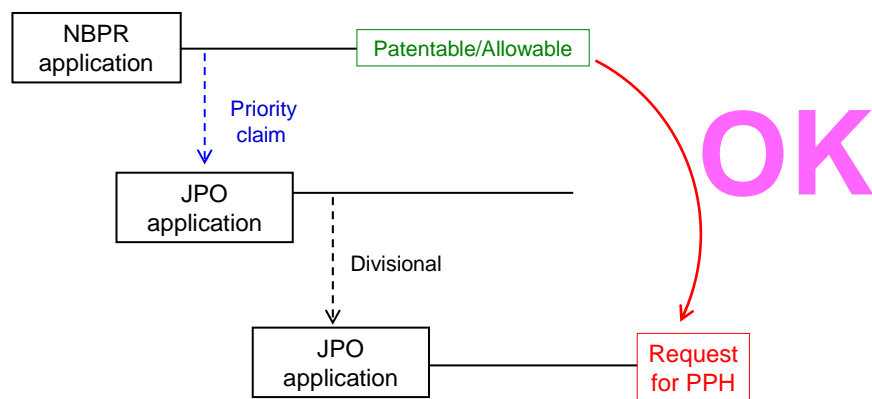 NBPR
application
Patentable/Allowable
Priority
claim
OK
JPO
application
Divisional
JPO
application
Request
for PPH